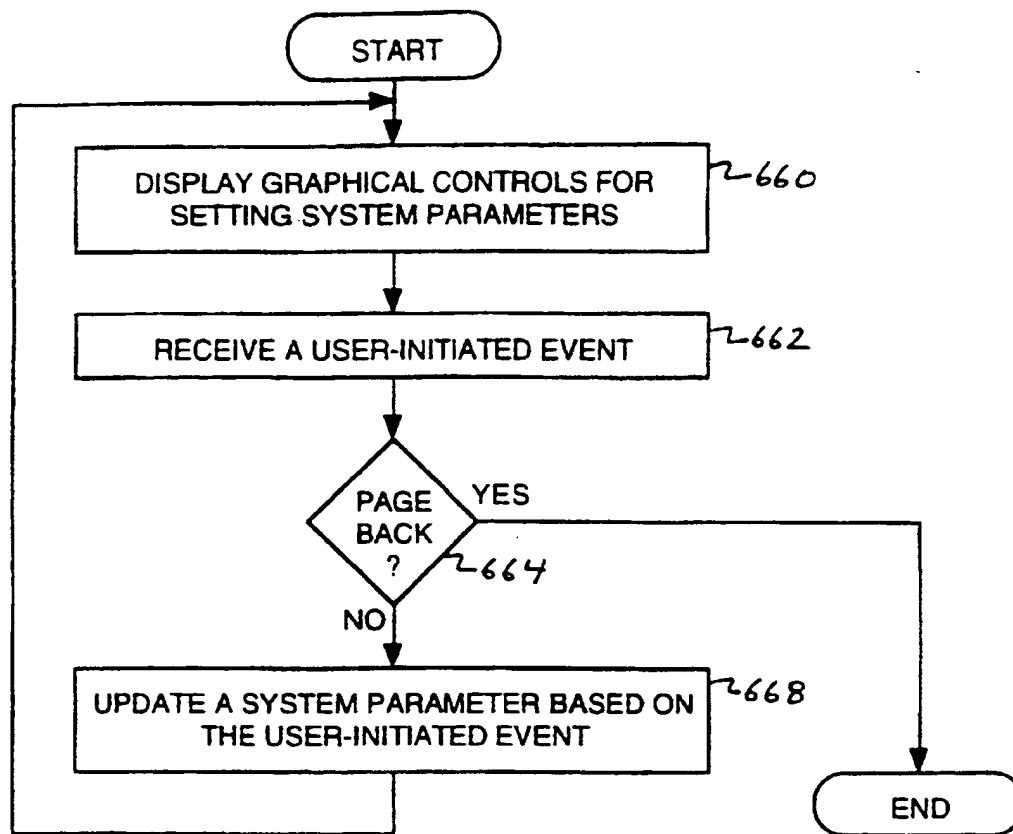 START
DISPLAY GRAPHICAL CONTROLS FOR
SETTING SYSTEM PARAMETERS
660
RECEIVE A USER-INITIATED EVENT
662
PAGE
BACK
?
YES
664
NO
UPDATE A SYSTEM PARAMETER BASED ON
THE USER-INITIATED EVENT
668
END